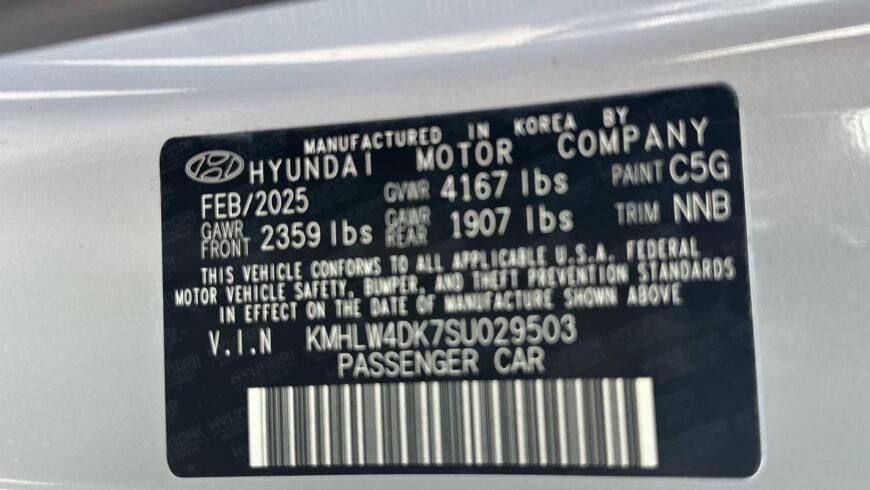 MANUFACTURED IN KOREA BY
HYUNDAI MOTOR COMPANY
FEB/2025 GVWR 4167 lbs PAINT C5G
GAWR FRONT 2359 lbs GAWR REAR 1907 lbs TRIM NNB
THIS VEHICLE CONFORMS TO ALL APPLICABLE U.S.A. FEDERAL
MOTOR VEHICLE SAFETY, BUMPER, AND THEFT PREVENTION STANDARDS
IN EFFECT ON THE DATE OF MANUFACTURE SHOWN ABOVE
V.I.N KMHLW4DK7SU029503
PASSENGER CAR